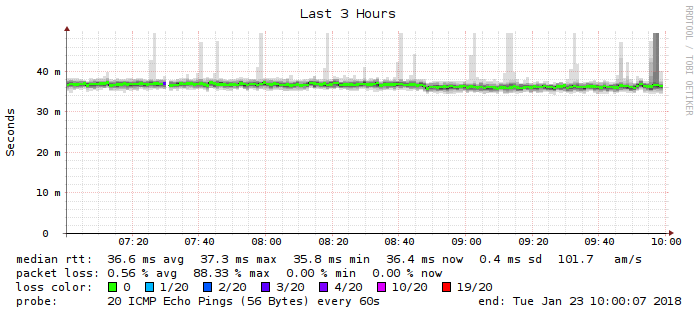 Last 3 Hours
RRDTOOL / TOBI OETIKER
Seconds
40 m
30 m
20 m
10 m
0
07:20 07:40 08:00 08:20 08:40 09:00 09:20 09:40 10:00
median rtt: 36.6 ms avg 37.3 ms max 35.8 ms min 36.4 ms now 0.4 ms sd 101.7 am/s
packet loss: 0.56 % avg 88.33 % max 0.00 % min 0.00 % now
loss color: 0 1/20 2/20 3/20 4/20 10/20 19/20
probe: 20 ICMP Echo Pings (56 Bytes) every 60s end: Tue Jan 23 10:00:07 2018